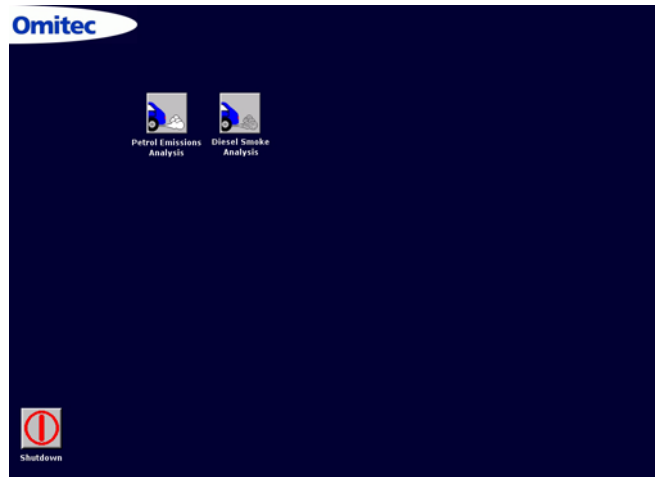 Omitec
Petrol Emissions
Analysis
Diesel Smoke
Analysis
Shutdown